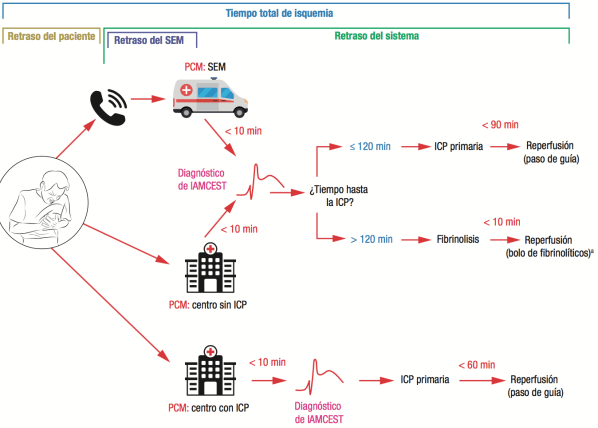 Tiempo total de isquemia
Retraso del paciente
Retraso del SEM
Retraso del sistema
PCM: SEM
< 10 min
Diagnóstico
de IAMCEST
< 10 min
PCM: centro sin ICP
¿Tiempo hasta
la ICP?
≤ 120 min
ICP primaria
< 90 min
Reperfusión
(paso de guía)
> 120 min
Fibrinolisis
< 10 min
Reperfusión
(bolo de fibrinolíticos)ª
PCM: centro con ICP
< 10 min
Diagnóstico
de IAMCEST
ICP primaria
< 60 min
Reperfusión
(paso de guía)